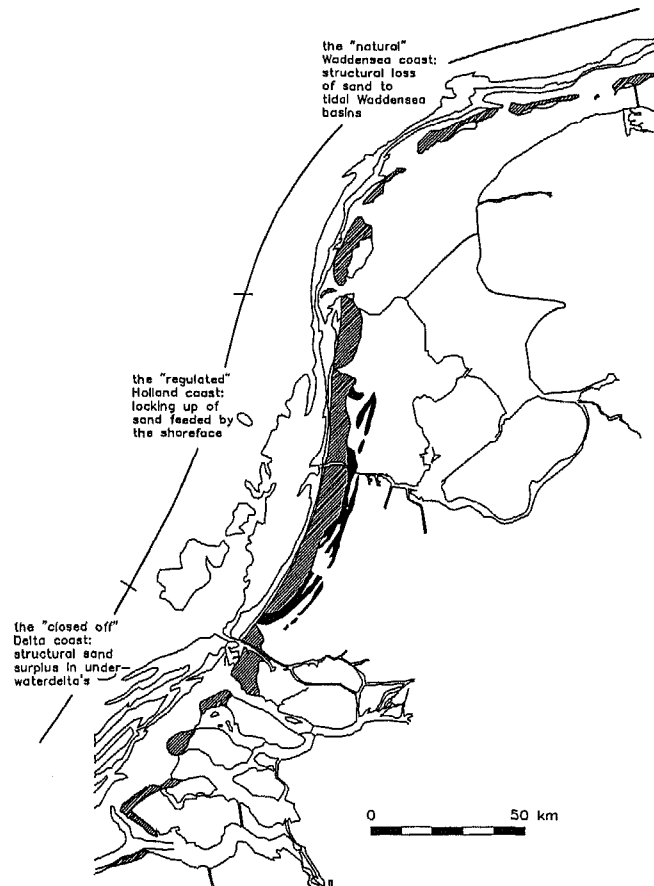 the "natural"
Waddensea coast:
structural loss
of sand to
tidal Waddensea
basins
the "regulated"
Holland coast:
locking up of
sand feeded by
the shoreface
the "closed off"
Delta coast:
structural sand
surplus in under-
waterdelta's
0 50 km